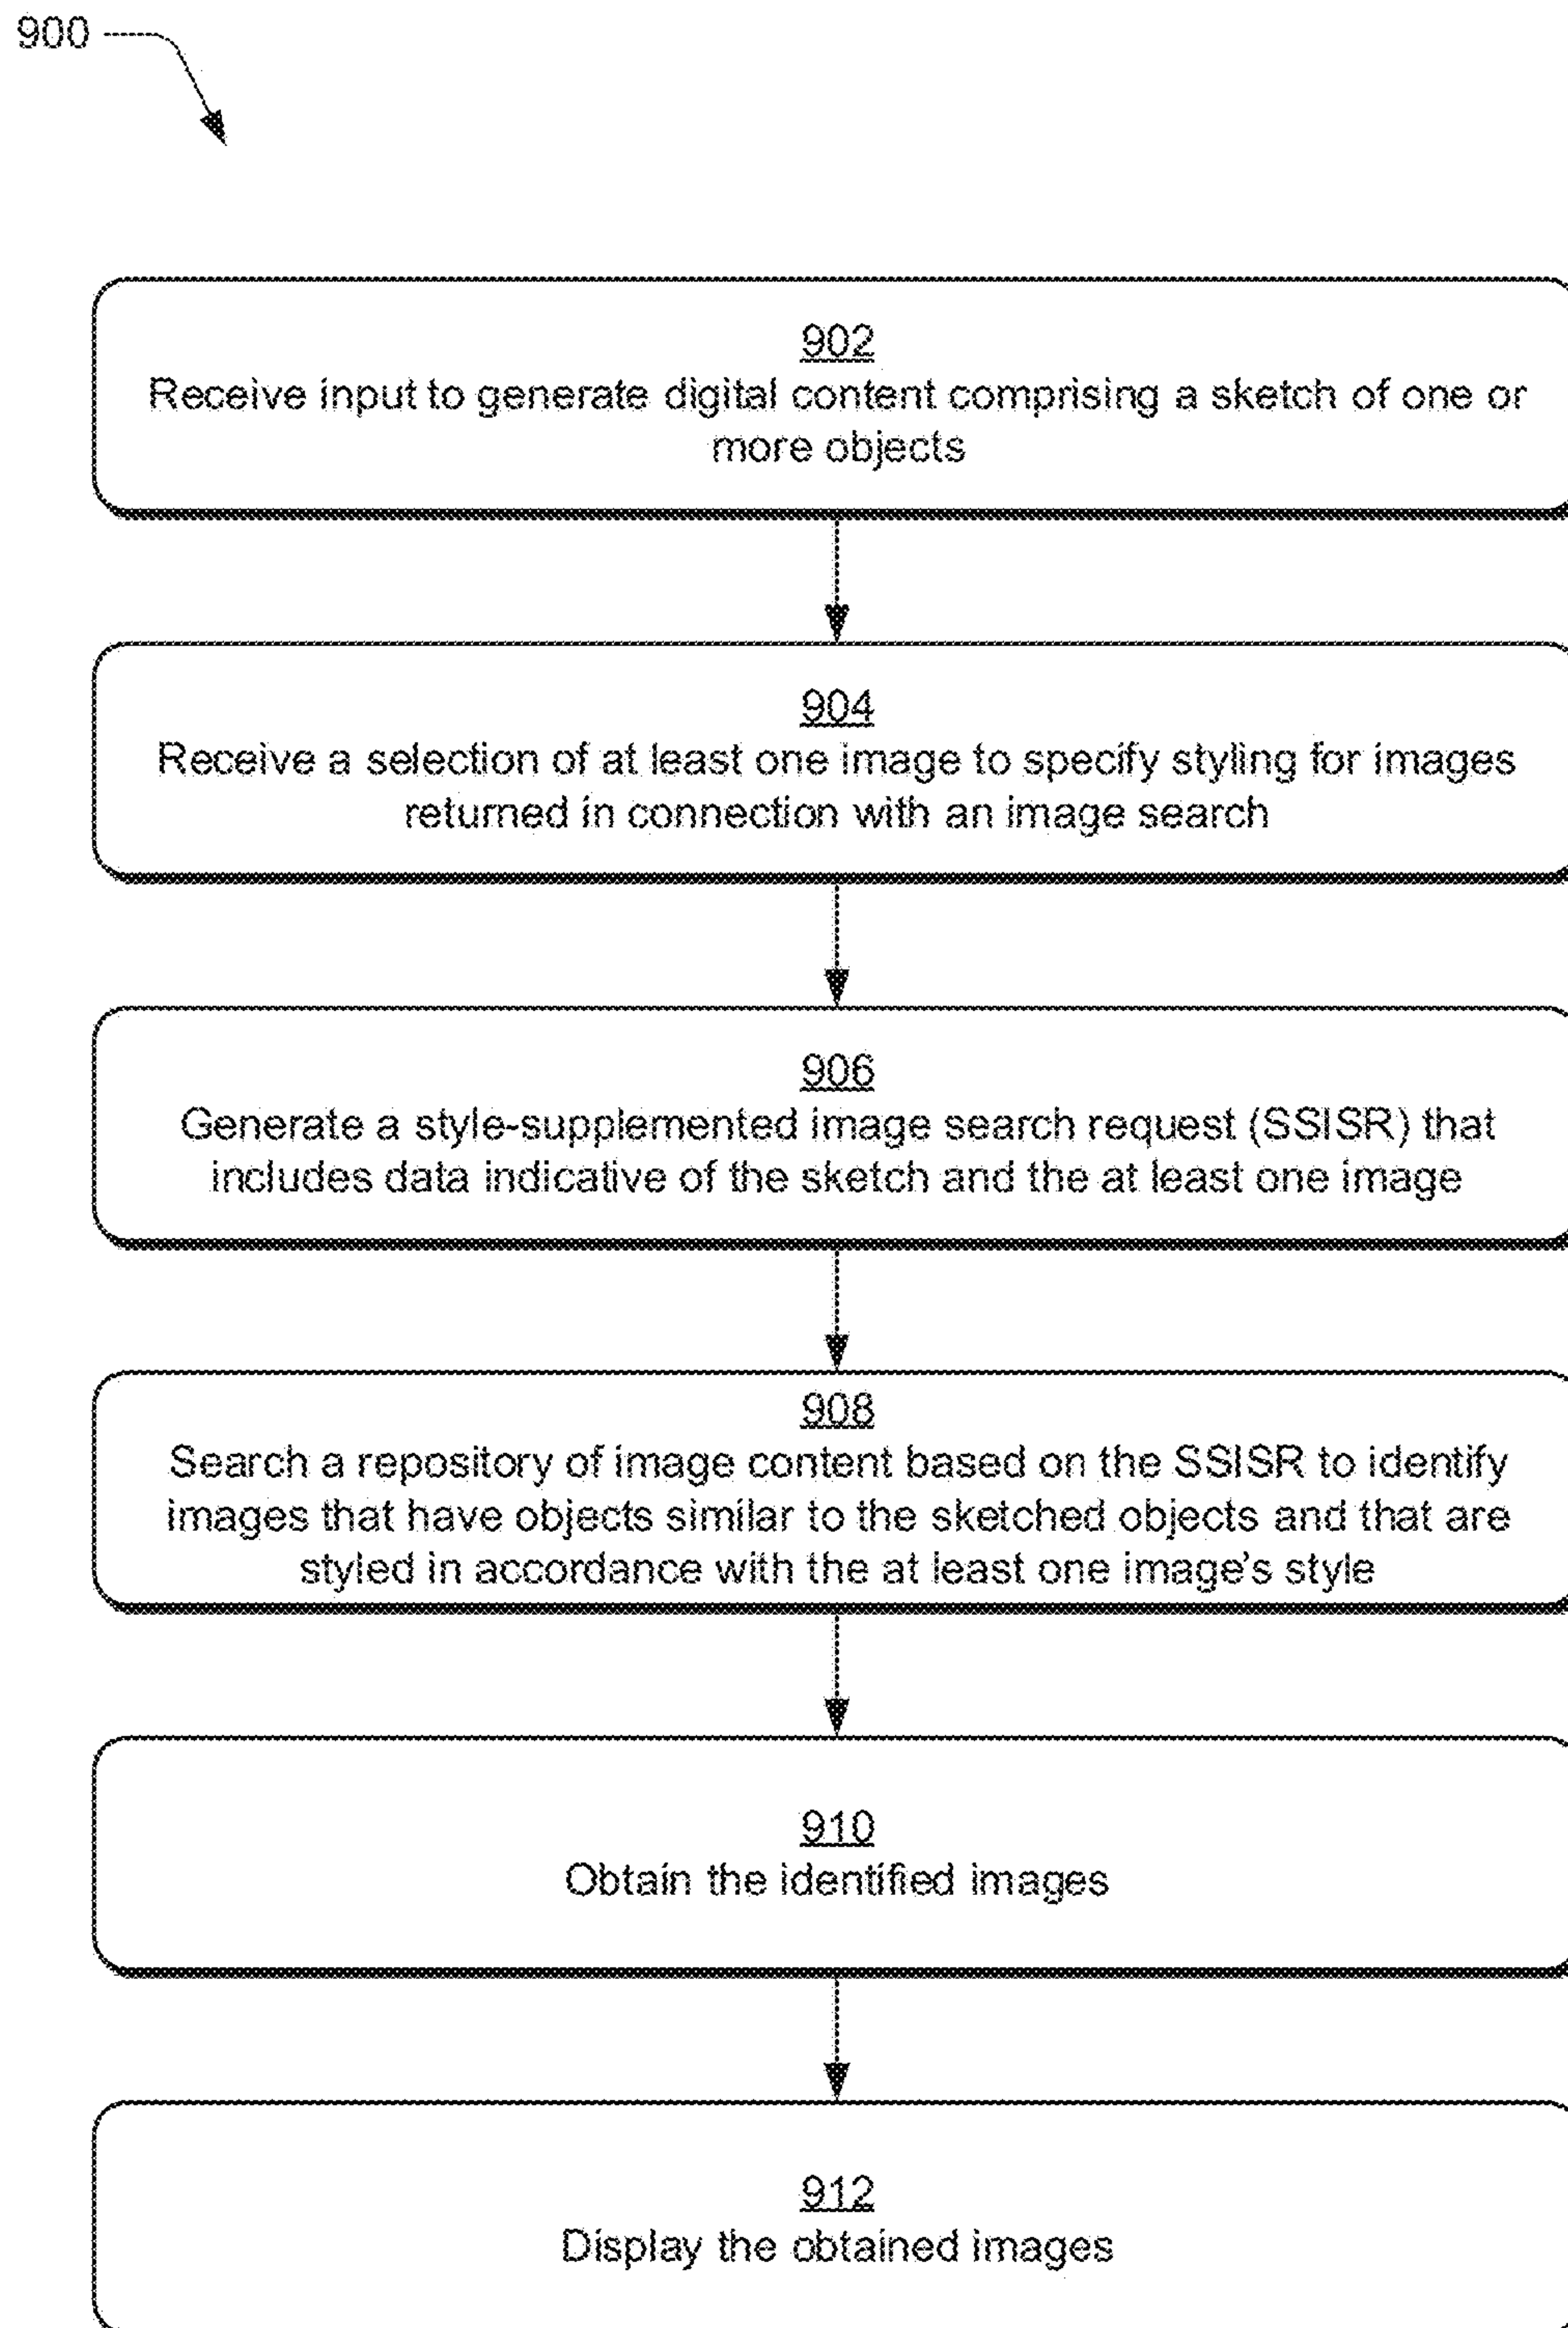 900
902
Receive input to generate digital content comprising a sketch of one or
more objects
904
Receive a selection of at least one image to specify styling for images
returned in connection with an image search
906
Generate a style-supplemented image search request (SSISR) that
includes data indicative of the sketch and the at least one image
908
Search a repository of image content based on the SSISR to identify
images that have objects similar to the sketched objects and that are
styled in accordance with the at least one image's style
910
Obtain the identified images
912
Display the obtained images